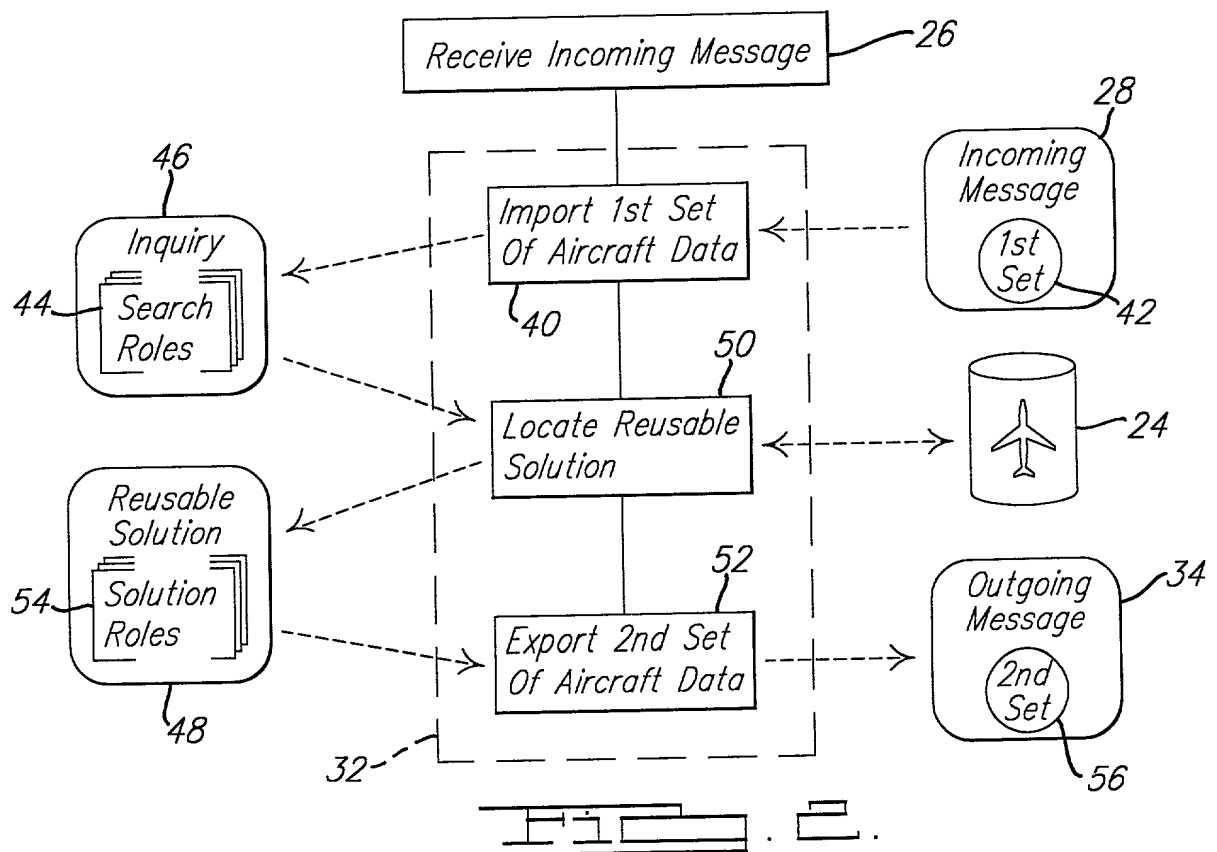 Receive Incoming Message
26
28
Incoming
Message
1st
Set
42
46
Inquiry
44
Search
Roles
Import 1st Set
Of Aircraft Data
40
50
Locate Reusable
Solution
24
Reusable
Solution
54
Solution
Roles
48
52
Export 2nd Set
Of Aircraft Data
34
Outgoing
Message
2nd
Set
56
32